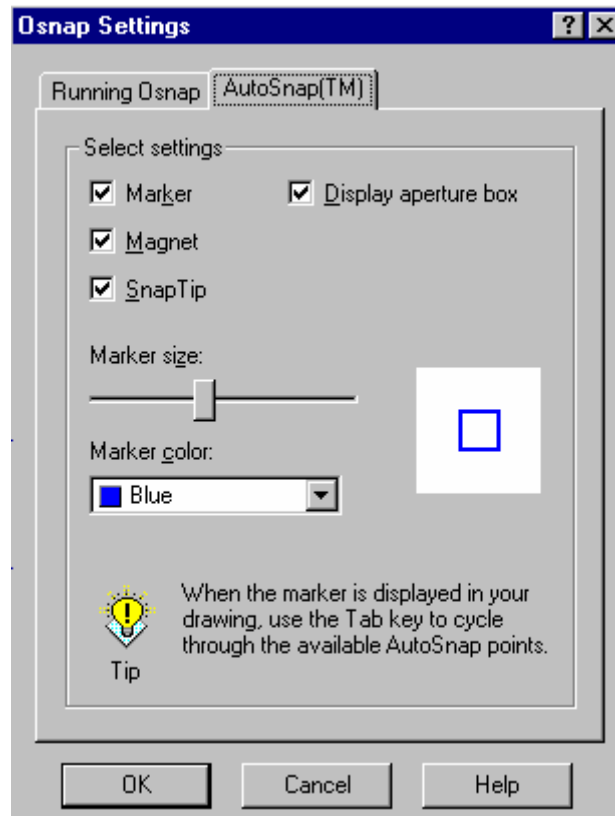 Osnap Settings
Running Osnap
AutoSnap(TM)
Select settings
Marker
Display aperture box
Magnet
SnapTip
Marker size:
Marker color:
Blue
When the marker is displayed in your
drawing, use the Tab key to cycle
through the available AutoSnap points.
Tip
OK
Cancel
Help